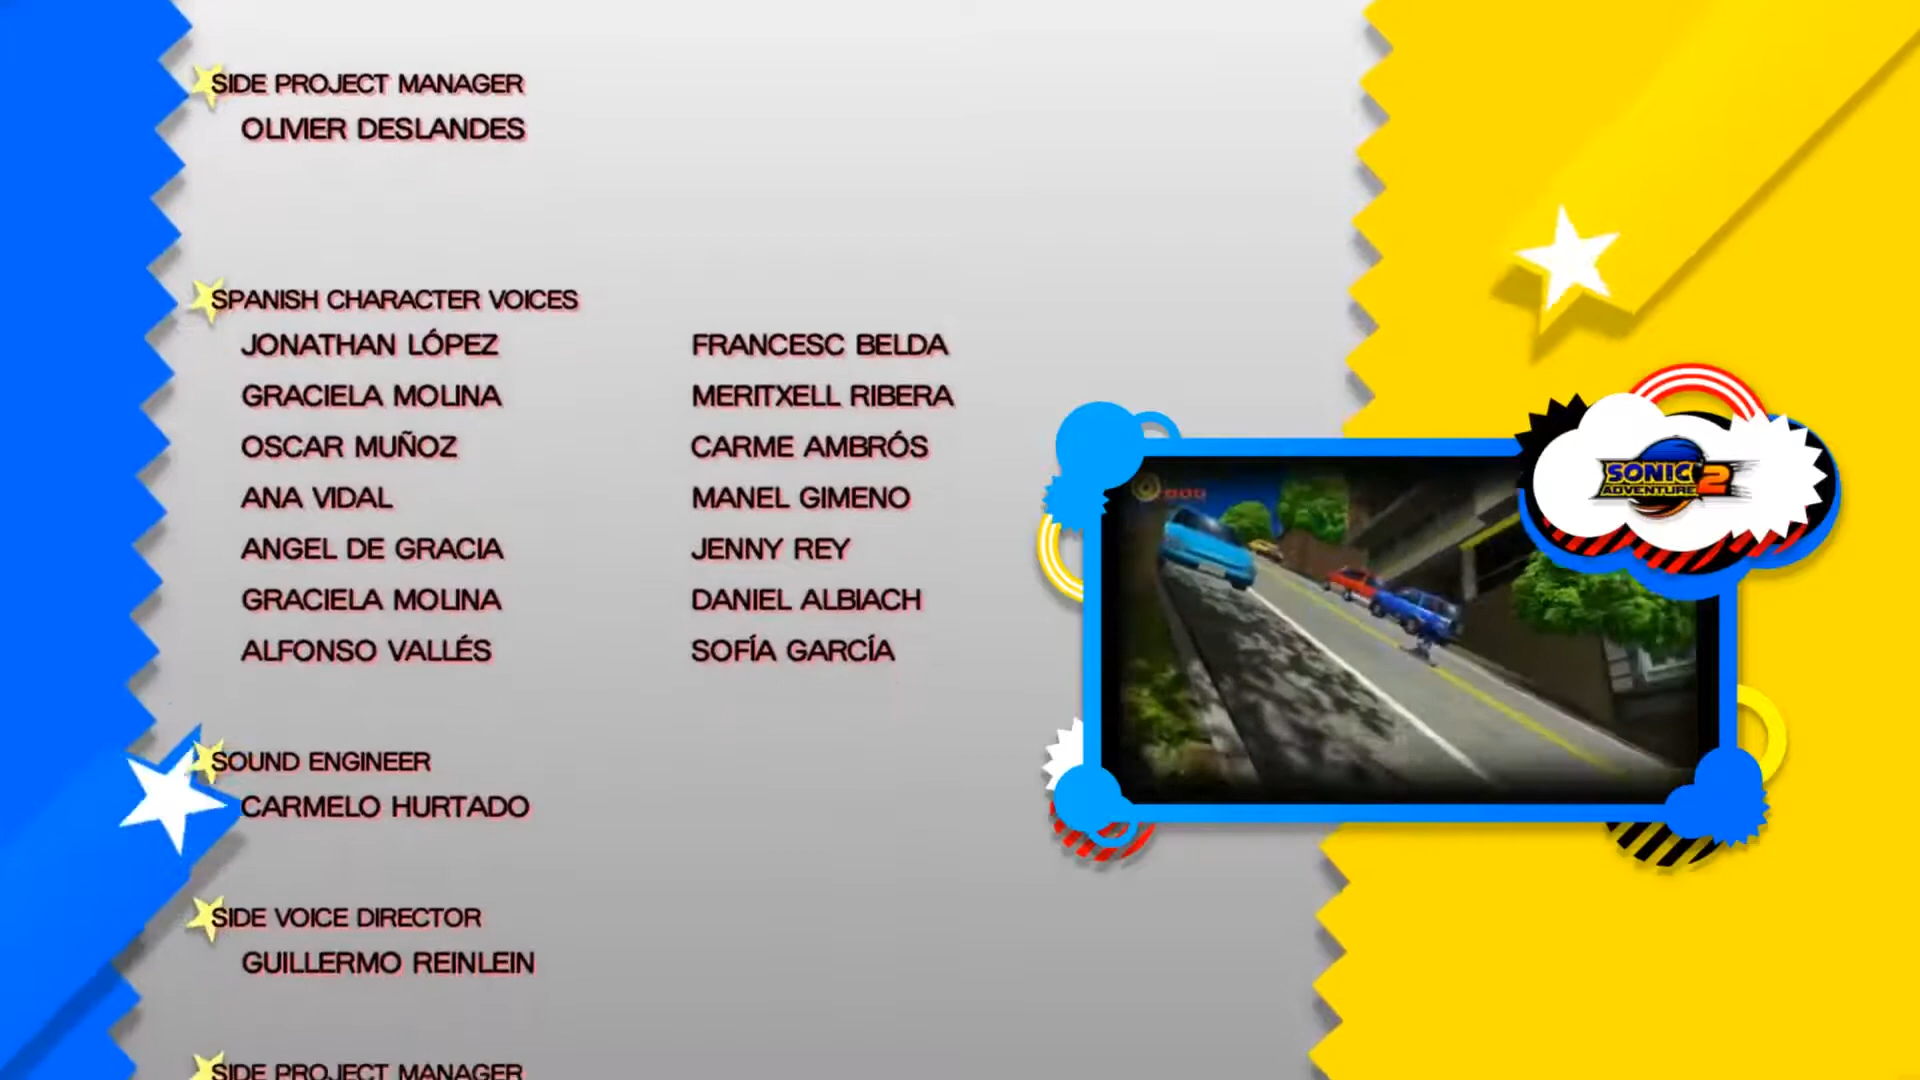 SIDE PROJECT MANAGER
OLIVIER DESLANDES
SPANISH CHARACTER VOICES
JONATHAN LÓPEZ
FRANCESC BELDA
GRACIELA MOLINA
MERITXELL RIBERA
OSCAR MUÑOZ
CARME AMBRÓS
ANA VIDAL
MANEL GIMENO
ANGEL DE GRACIA
JENNY REY
GRACIELA MOLINA
DANIEL ALBIACH
ALFONSO VALLÉS
SOFÍA GARCÍA
SOUND ENGINEER
CARMELO HURTADO
SIDE VOICE DIRECTOR
GUILLERMO REINLEIN
SIDE PROJECT MANAGER
SONIC
ADVENTURE 2